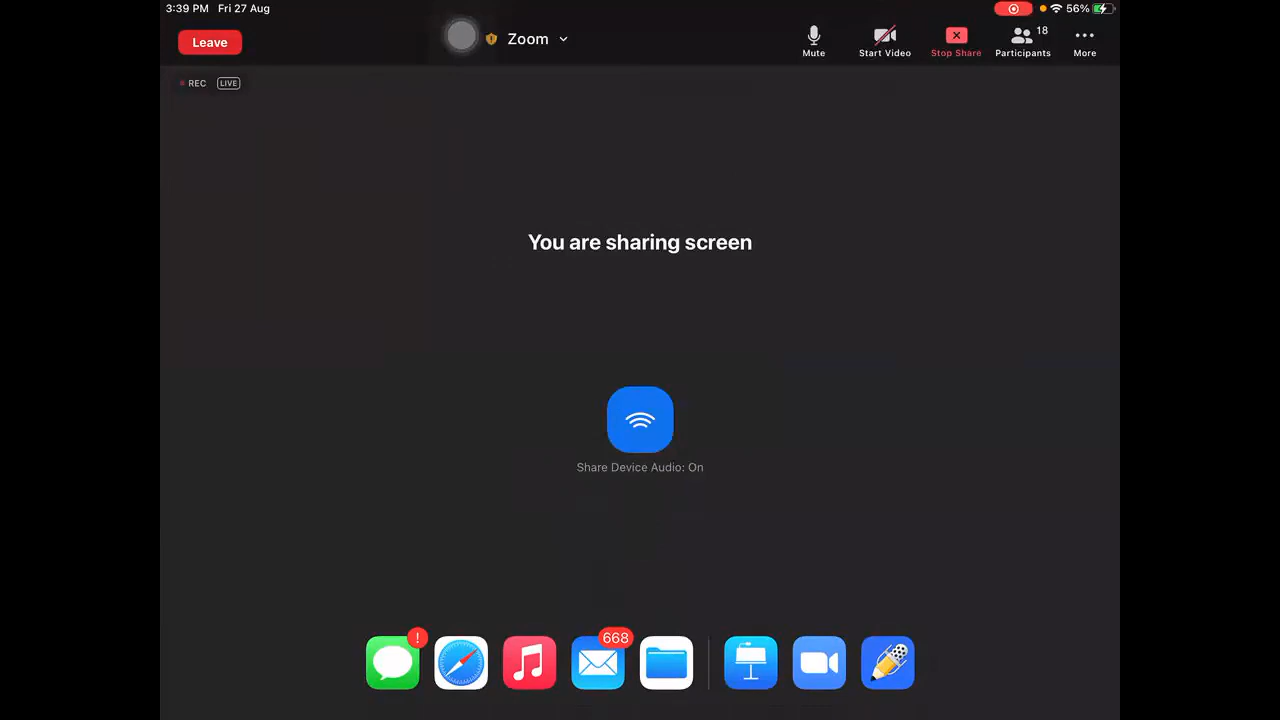 3:39 PM Fri 27 Aug 56%
Leave Zoom Mute Start Video Stop Share Participants 18 More
REC LIVE
You are sharing screen
Share Device Audio: On
! 668